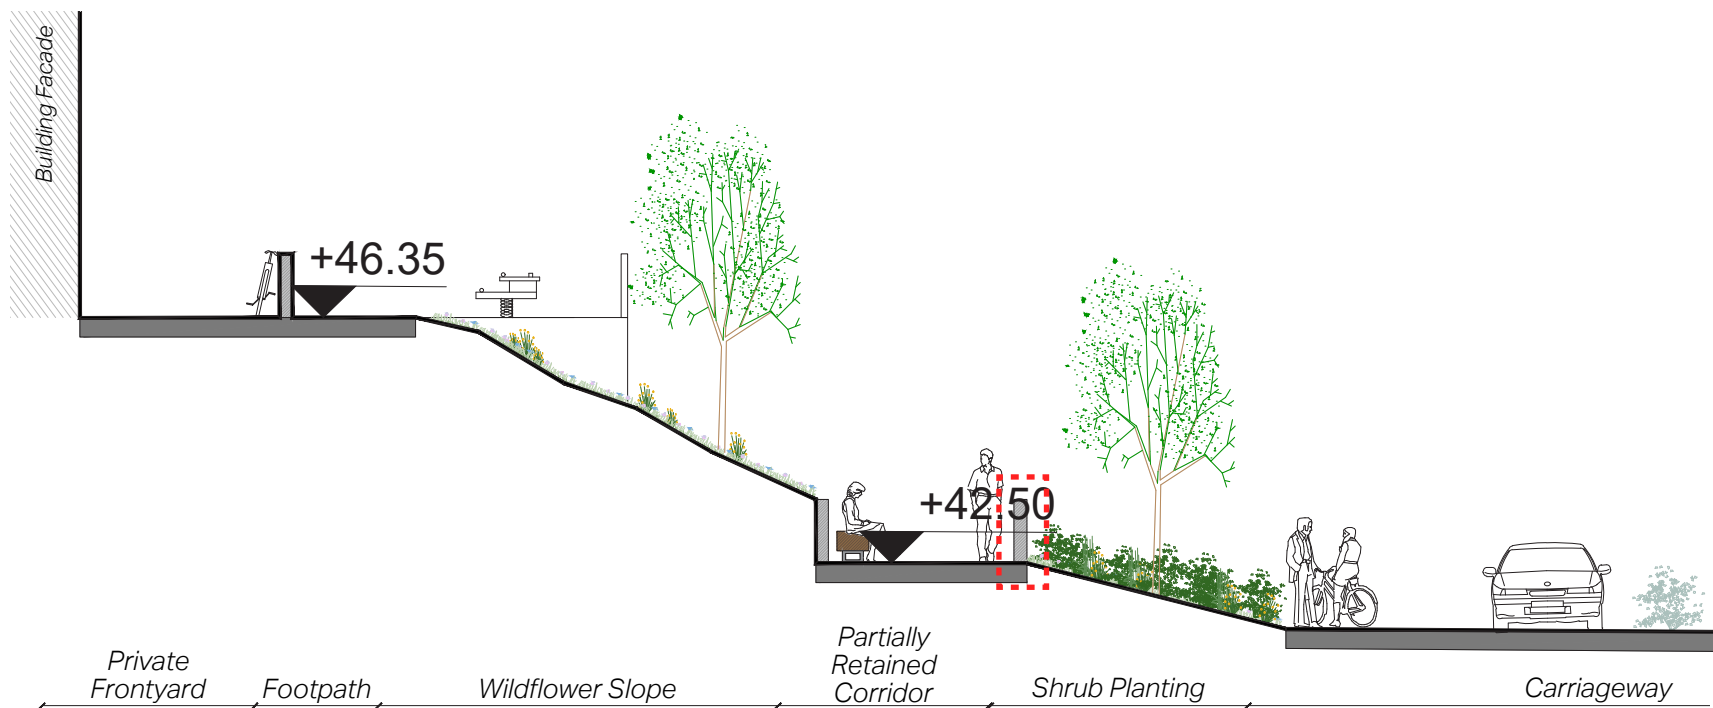 Building Facade
+46.35
+42.50
Partially
Retained
Corridor
Private
Frontyard
Footpath
Wildflower Slope
Shrub Planting
Carriageway